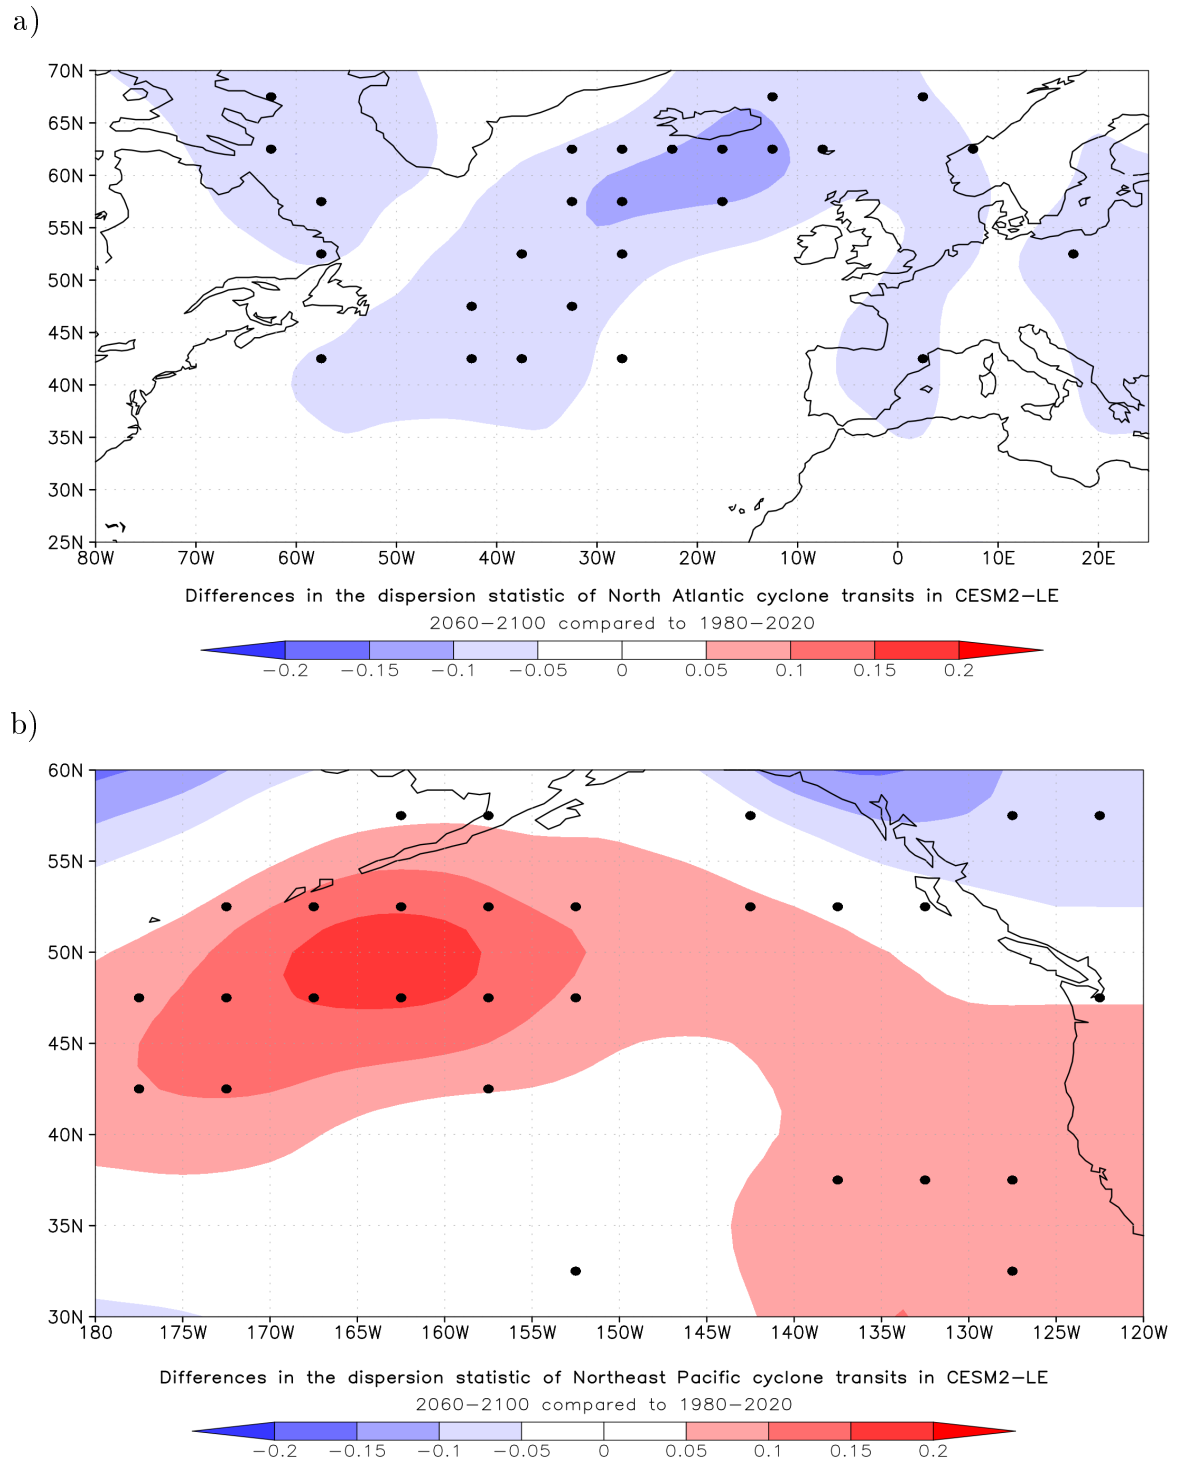 a)
70N
65N
60N
55N
50N
45N
40N
35N
30N
25N
80W 70W 60W 50W 40W 30W 20W 10W 0 10E 20E
Differences in the dispersion statistic of North Atlantic cyclone transits in CESM2−LE
2060−2100 compared to 1980−2020
−0.2 −0.15 −0.1 −0.05 0 0.05 0.1 0.15 0.2
b)
60N
55N
50N
45N
40N
35N
30N
180 175W 170W 165W 160W 155W 150W 145W 140W 135W 130W 125W 120W
Differences in the dispersion statistic of Northeast Pacific cyclone transits in CESM2−LE
2060−2100 compared to 1980−2020
−0.2 −0.15 −0.1 −0.05 0 0.05 0.1 0.15 0.2